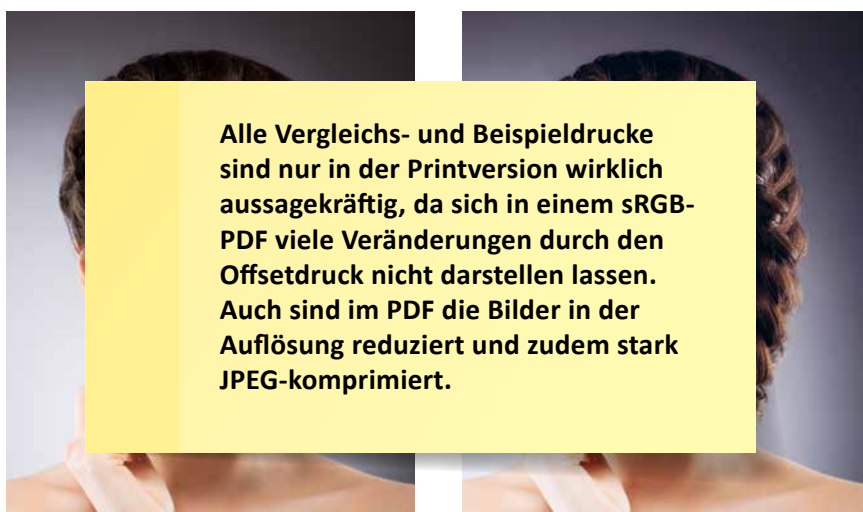 Alle Vergleichs- und Beispieldrucke
sind nur in der Printversion wirklich
aussagekräftig, da sich in einem sRGB-
PDF viele Veränderungen durch den
Offsetdruck nicht darstellen lassen.
Auch sind im PDF die Bilder in der
Auflösung reduziert und zudem stark
JPEG-komprimiert.